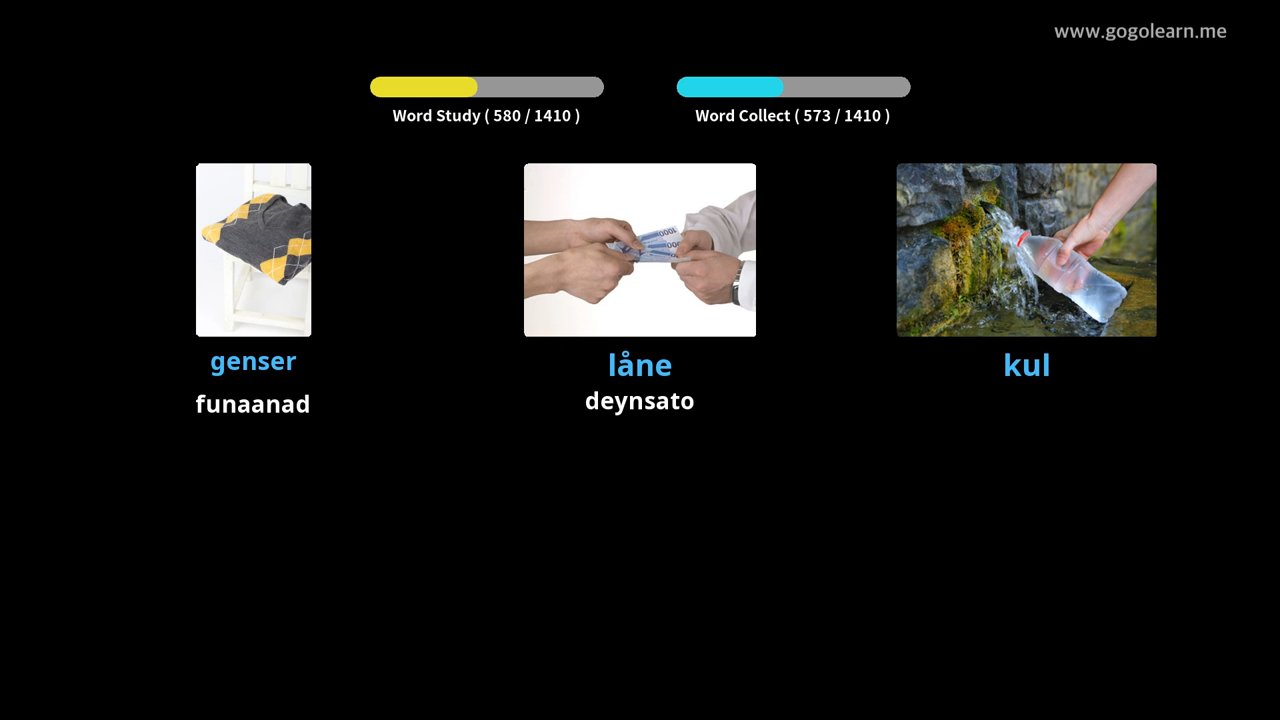 www.gogolearn.me
Word Study ( 580 / 1410 )
Word Collect ( 573 / 1410 )
genser
funaanad
låne
deynsato
kul